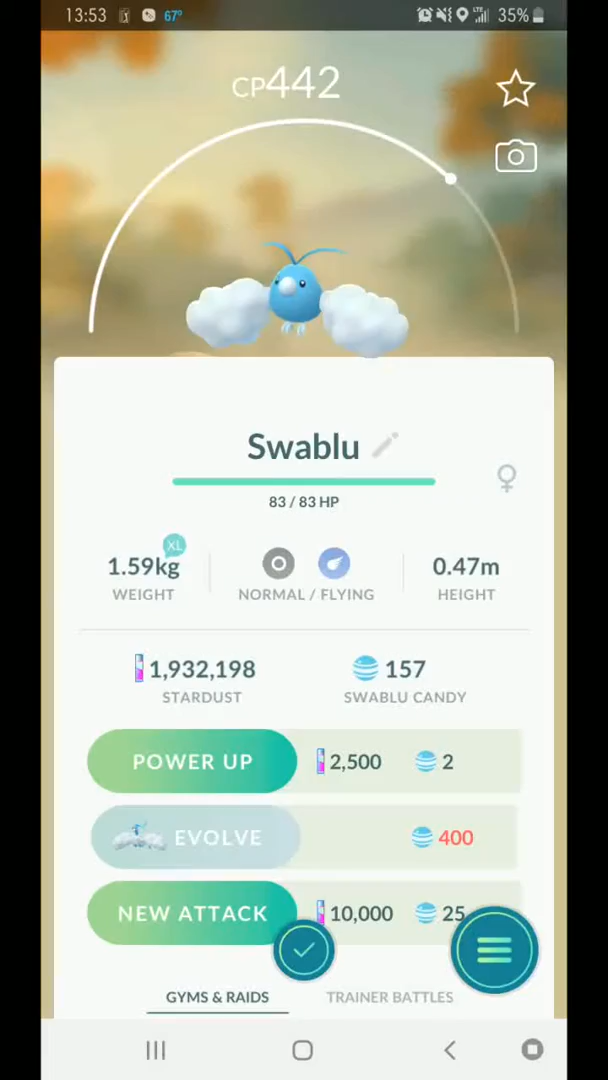 13:53 67° LTE 35%
CP442
Swablu
83 / 83 HP
XL
1.59kg 0.47m
WEIGHT NORMAL / FLYING HEIGHT
1,932,198 157
STARDUST SWABLU CANDY
POWER UP 2,500 2
EVOLVE 400
NEW ATTACK 10,000 25
GYMS & RAIDS TRAINER BATTLES